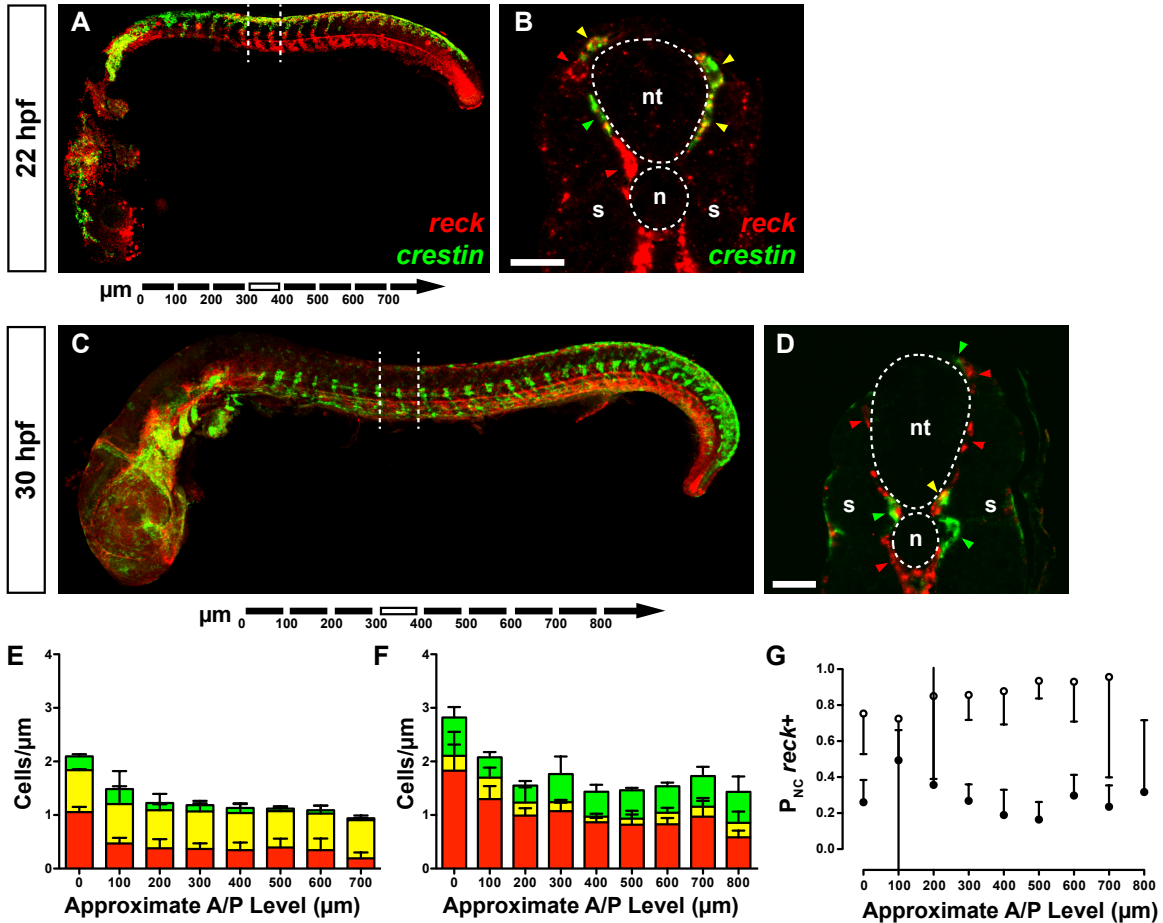 A
B
22 hpf
reck
crestin
nt
n
s
s
reck
crestin
µm
0 100 200 300 400 500 600 700
C
D
30 hpf
nt
s
s
n
µm
0 100 200 300 400 500 600 700 800
E
F
G
Cells/µm
4
2
0
0 100 200 300 400 500 600 700
Approximate A/P Level (µm)
Cells/µm
4
2
0
0 100 200 300 400 500 600 700 800
Approximate A/P Level (µm)
PNC reck+
1.0
0.8
0.6
0.4
0.2
0.0
0 100 200 300 400 500 600 700 800
Approximate A/P Level (µm)